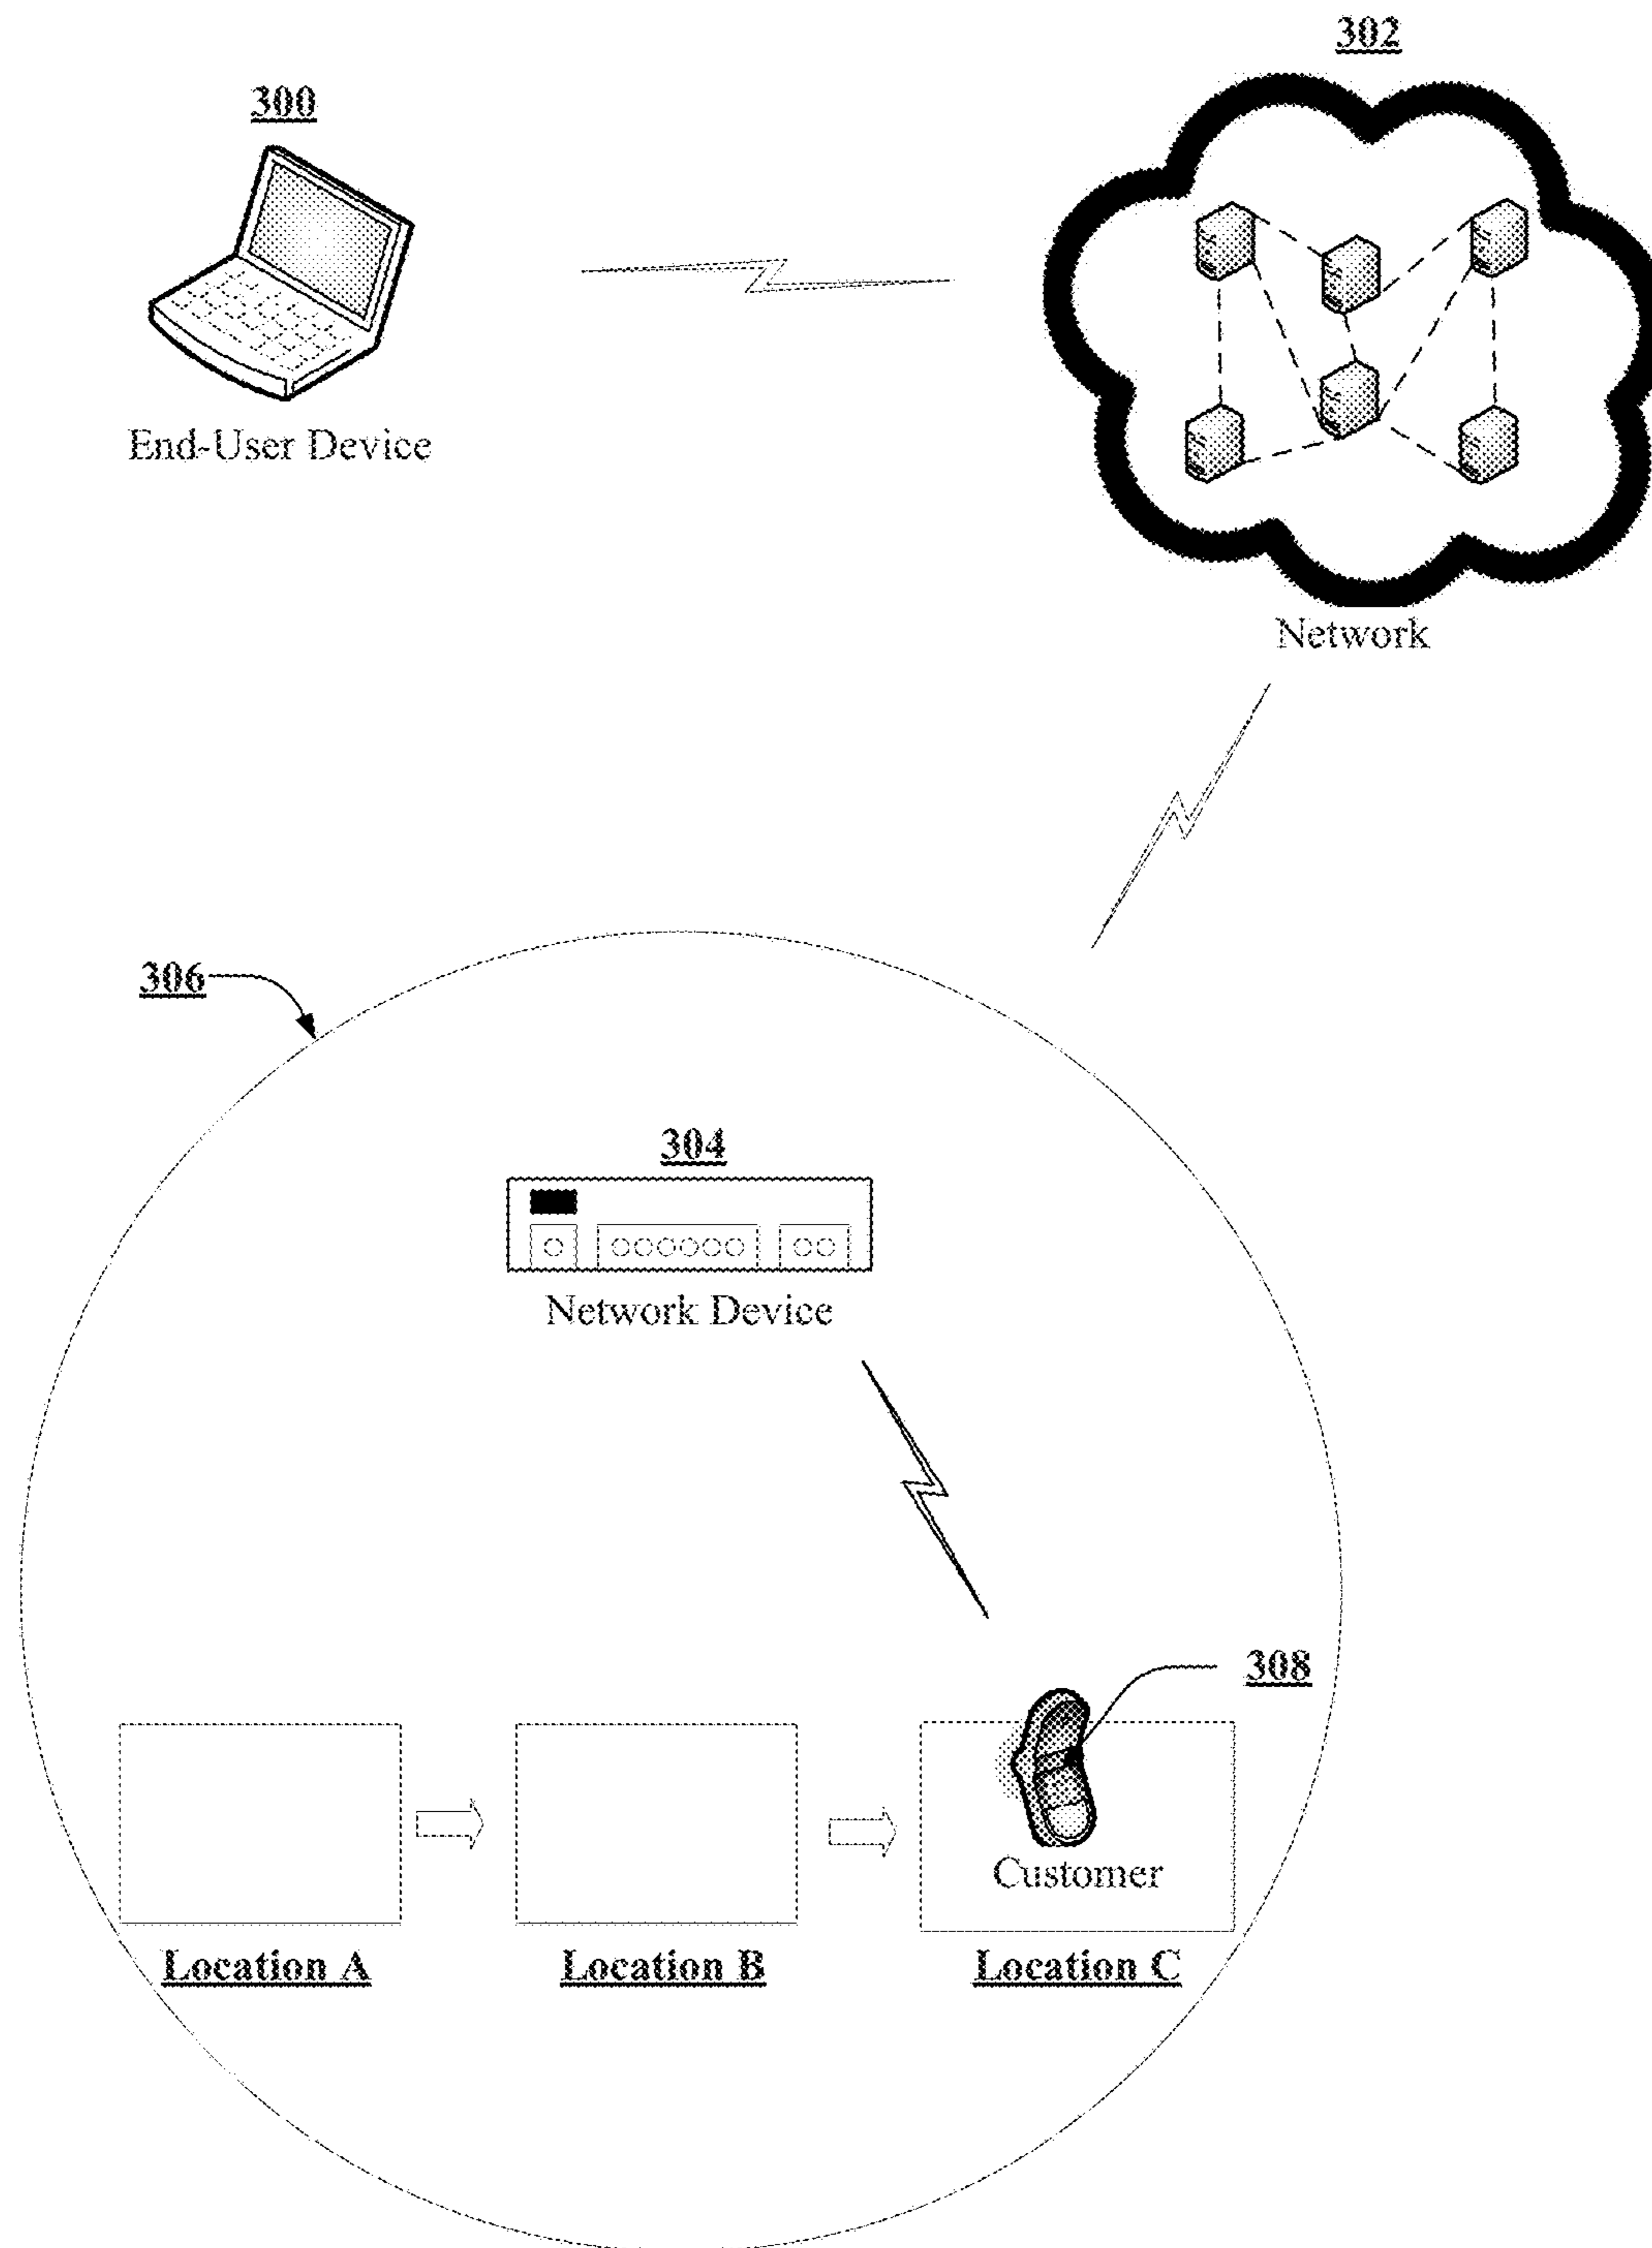 302
300
End-User Device
Network
306
304
Network Device
308
Customer
Location A
Location B
Location C